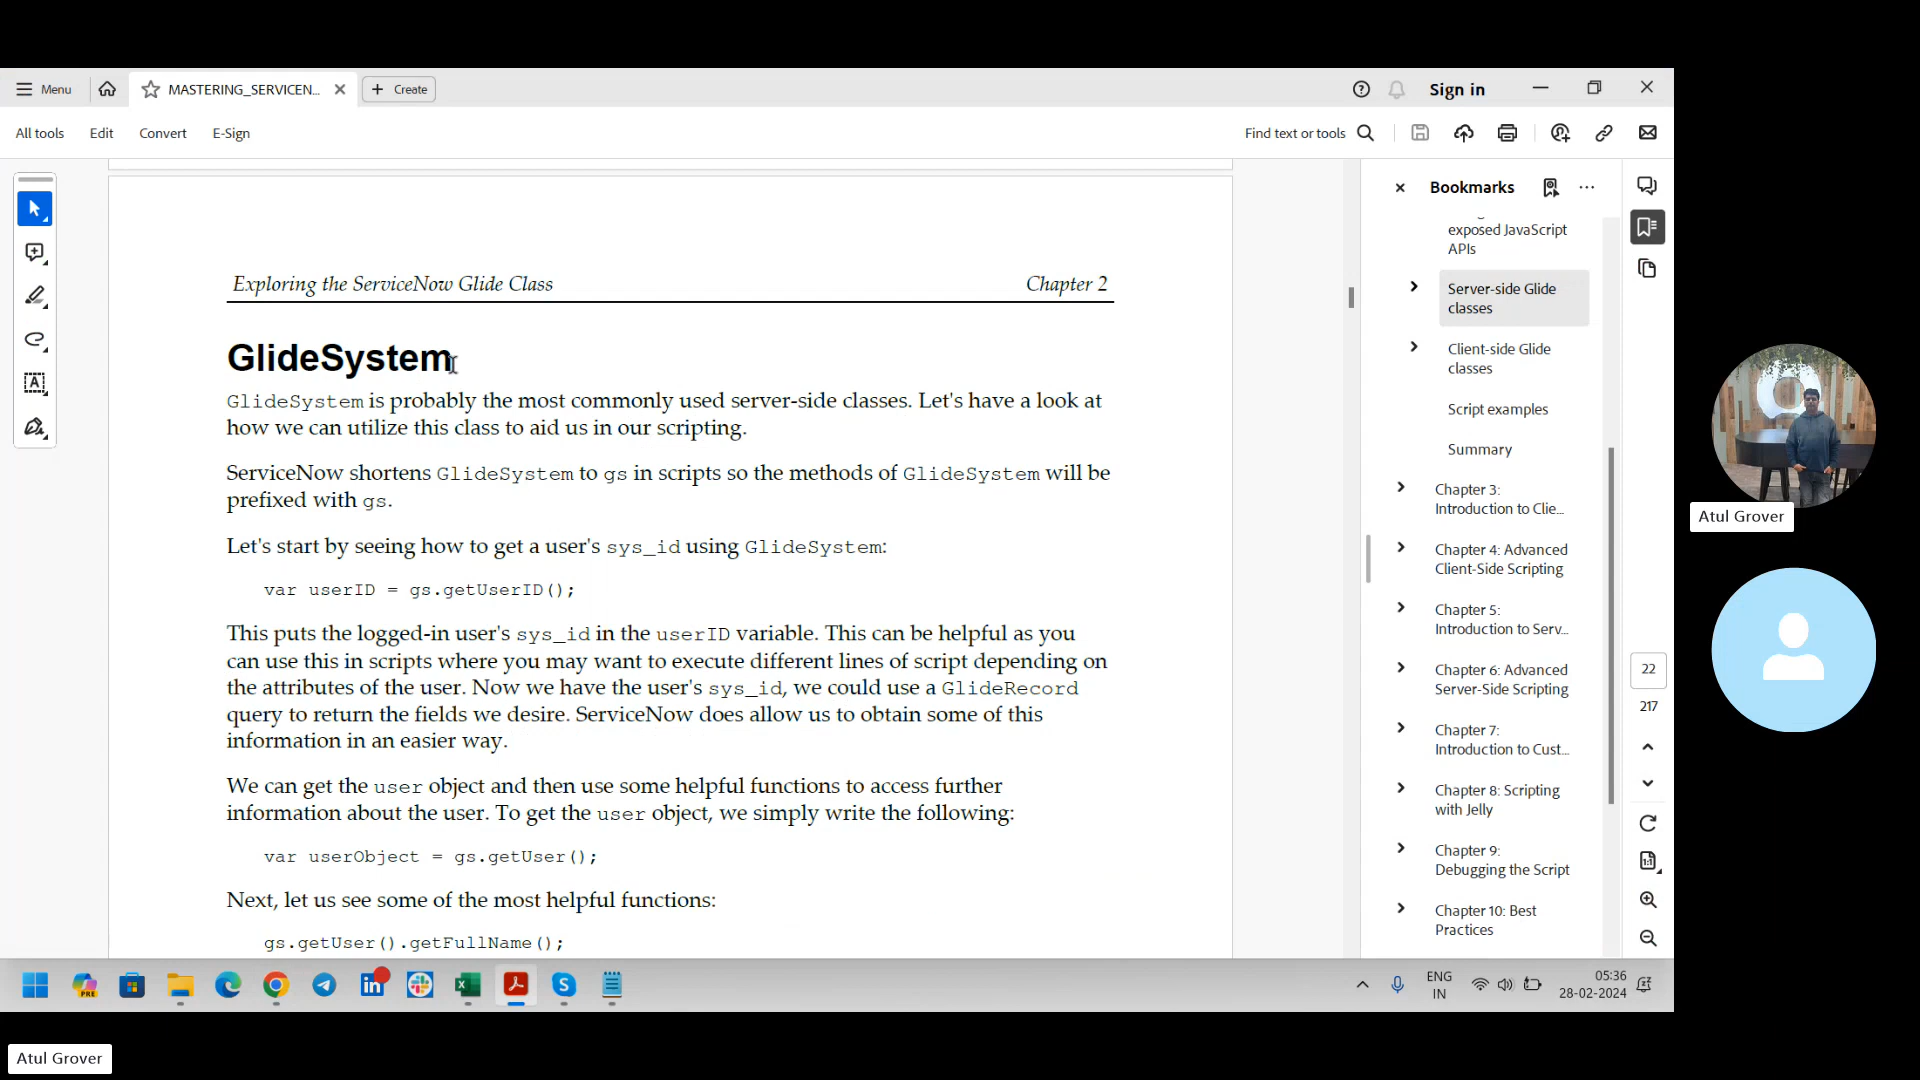 Menu
MASTERING_SERVICEN...
Create
Sign in
All tools
Edit
Convert
E-Sign
Find text or tools
Exploring the ServiceNow Glide Class
Chapter 2
GlideSystem
GlideSystem is probably the most commonly used server-side classes. Let's have a look at
how we can utilize this class to aid us in our scripting.
ServiceNow shortens GlideSystem to gs in scripts so the methods of GlideSystem will be
prefixed with gs.
Let's start by seeing how to get a user's sys_id using GlideSystem:
var userID = gs.getUserID();
This puts the logged-in user's sys_id in the userID variable. This can be helpful as you
can use this in scripts where you may want to execute different lines of script depending on
the attributes of the user. Now we have the user's sys_id, we could use a GlideRecord
query to return the fields we desire. ServiceNow does allow us to obtain some of this
information in an easier way.
We can get the user object and then use some helpful functions to access further
information about the user. To get the user object, we simply write the following:
var userObject = gs.getUser();
Next, let us see some of the most helpful functions:
gs.getUser().getFullName();
Bookmarks
exposed JavaScript
APIs
Server-side Glide
classes
Client-side Glide
classes
Script examples
Summary
Chapter 3:
Introduction to Clie...
Chapter 4: Advanced
Client-Side Scripting
Chapter 5:
Introduction to Serv...
Chapter 6: Advanced
Server-Side Scripting
Chapter 7:
Introduction to Cust...
Chapter 8: Scripting
with Jelly
Chapter 9:
Debugging the Script
Chapter 10: Best
Practices
22
217
Atul Grover
PRE
ENG
IN
05:36
28-02-2024
Atul Grover